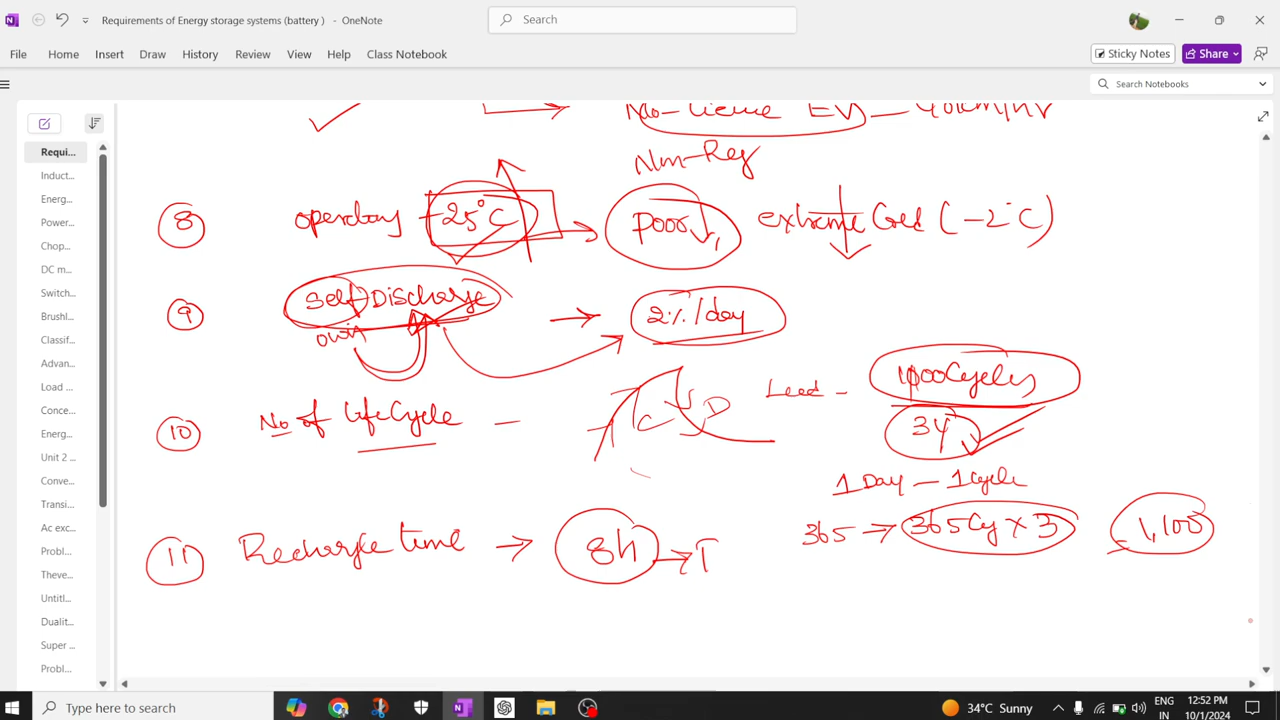 Requirements of Energy storage systems (battery ) - OneNote
Search
File Home Insert Draw History Review View Help Class Notebook
Sticky Notes Share
Search Notebooks
Requi...
Induct...
Energ...
Power...
Chop...
DC m...
Switch...
Brushl...
Classif...
Advan...
Load ...
Conce...
Energ...
Unit 2 ...
Conve...
Transi...
Ac exc...
Probl...
Theve...
Untitl...
Dualit...
Super ...
Probl...
EV
Num-Reg
8 25°C poor extreme Cold (-2°C)
9 Self-Discharge 2%/day
own
10 No of LifeCycle - C D Lead - 1000Cycles
3Y
1 Day - 1 Cycle
11 Recharge time → 8h → T 365 → 365Cy x 3 1,100
Type here to search
34°C Sunny
ENG IN
12:52 PM
10/1/2024